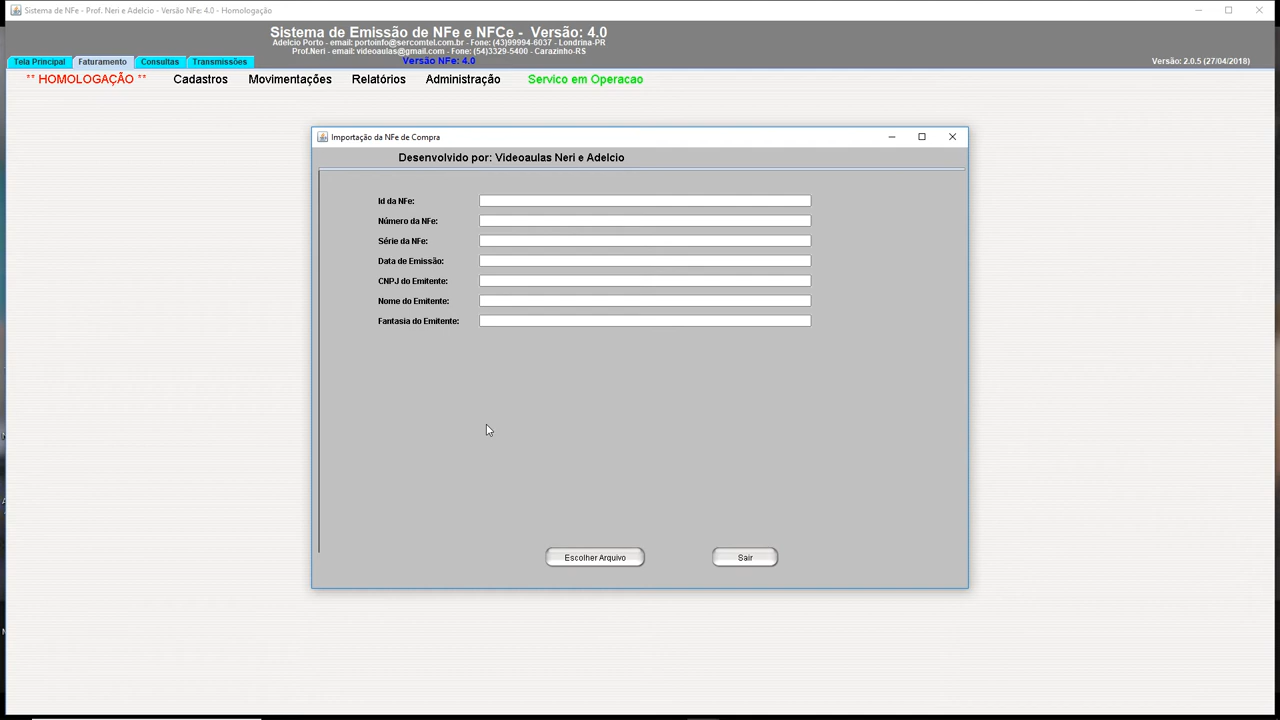 Sistema de NFe - Prof. Neri e Adelcio - Versão NFe: 4.0 - Homologação
Sistema de Emissão de NFe e NFCe - Versão: 4.0
Adelcio Porto - email: portoinfo@sercomtel.com.br - Fone: (43)99994-6037 - Londrina-PR
Prof.Neri - email: videoaulas@gmail.com - Fone: (54)3329-5400 - Carazinho-RS
Versão NFe: 4.0
Versão: 2.0.5 (27/04/2018)
Tela Principal Faturamento Consultas Transmissões
** HOMOLOGAÇÃO ** Cadastros Movimentações Relatórios Administração Servico em Operacao
Importação da NFe de Compra
Desenvolvido por: Videoaulas Neri e Adelcio
Id da NFe:
Número da NFe:
Série da NFe:
Data de Emissão:
CNPJ do Emitente:
Nome do Emitente:
Fantasia do Emitente:
Escolher Arquivo Sair